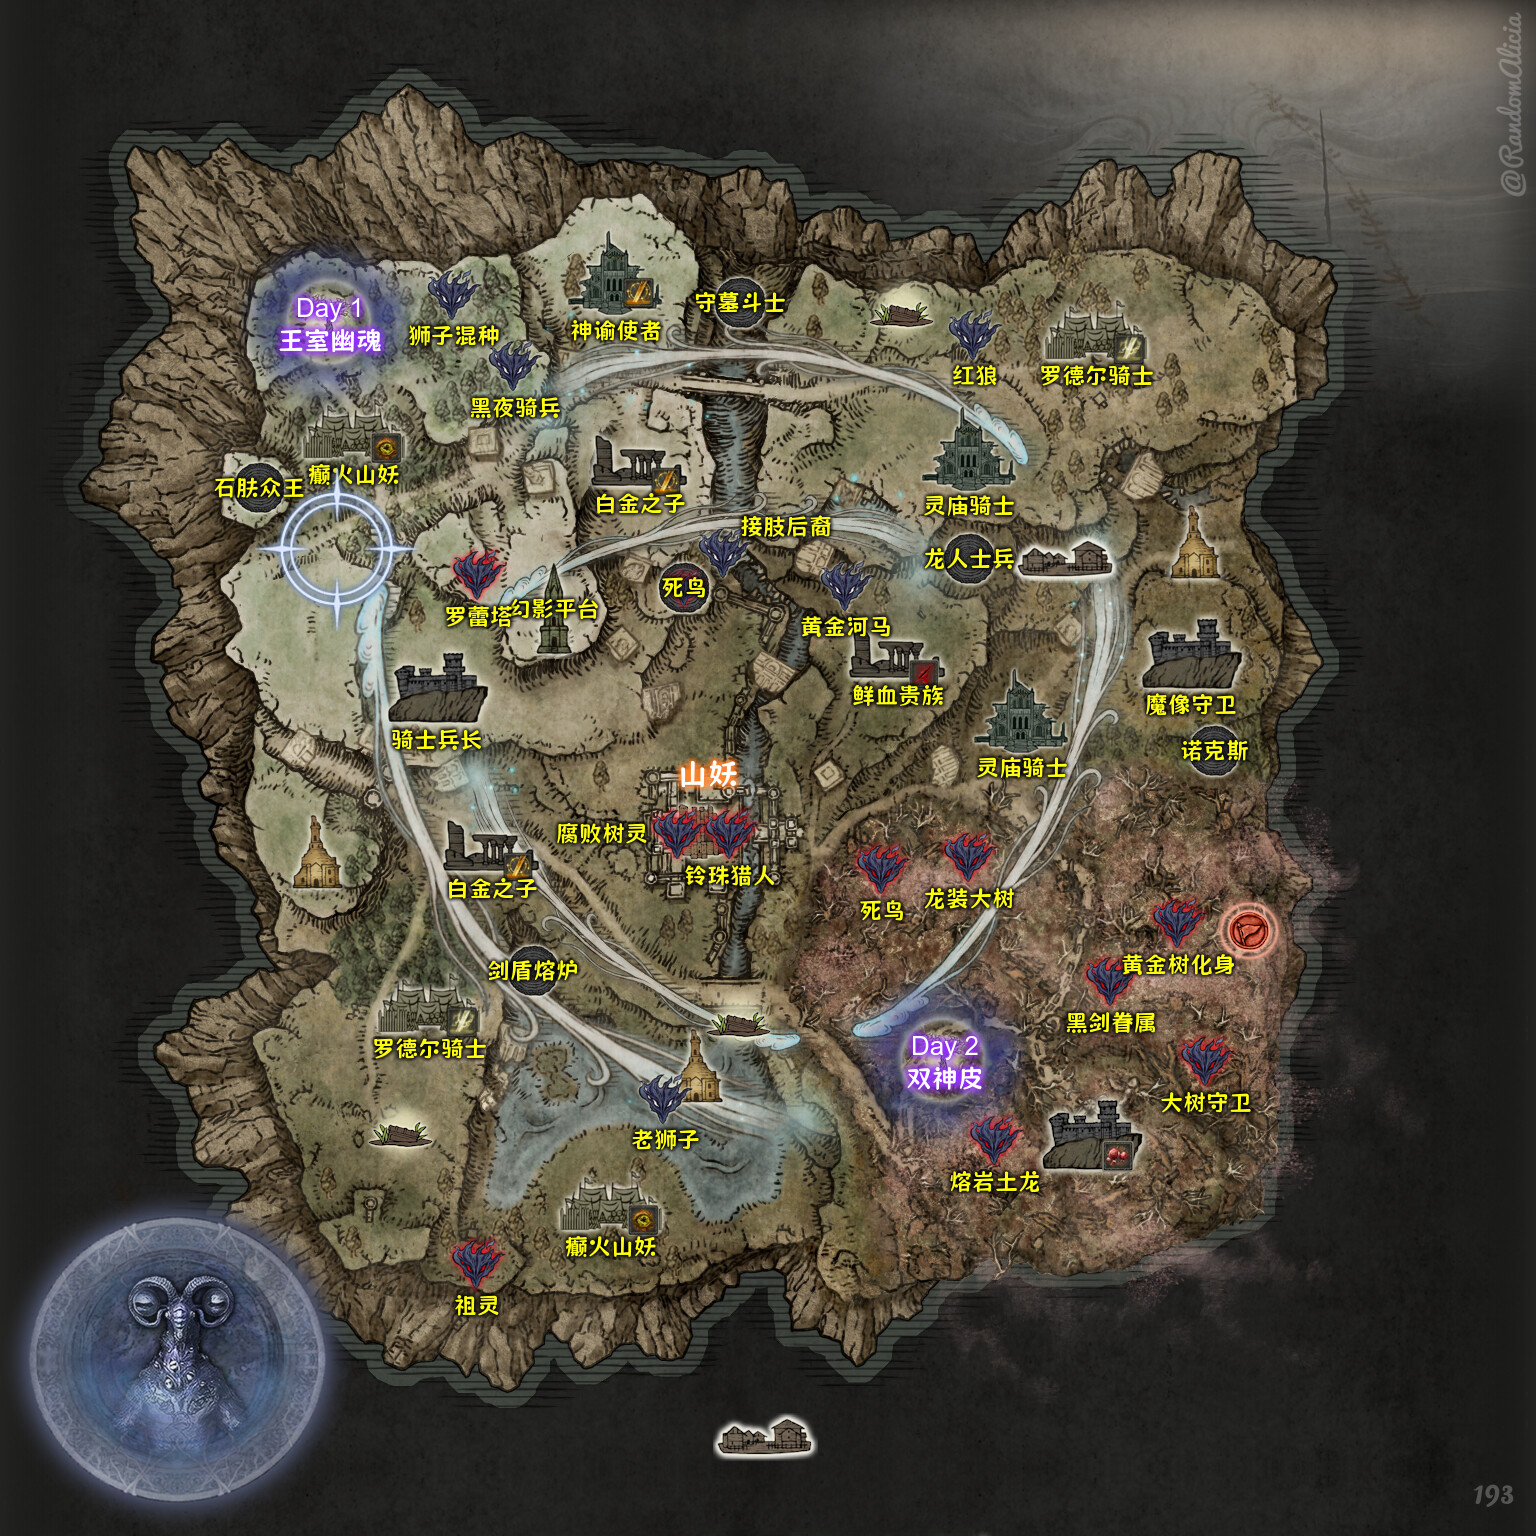 @RandomAlicia
Day 1
王室幽魂
狮子混种
神谕使者
守墓斗士
红狼
罗德尔骑士
黑夜骑兵
石肤众王
癫火山妖
白金之子
灵庙骑士
接肢后裔
龙人士兵
死鸟
罗蕾塔
幻影平台
黄金河马
鲜血贵族
魔像守卫
骑士兵长
诺克斯
灵庙骑士
山妖
腐败树灵
铃珠猎人
白金之子
死鸟
龙装大树
黄金树化身
剑盾熔炉
黑剑眷属
罗德尔骑士
Day 2
双神皮
大树守卫
老狮子
熔岩土龙
癫火山妖
祖灵
193